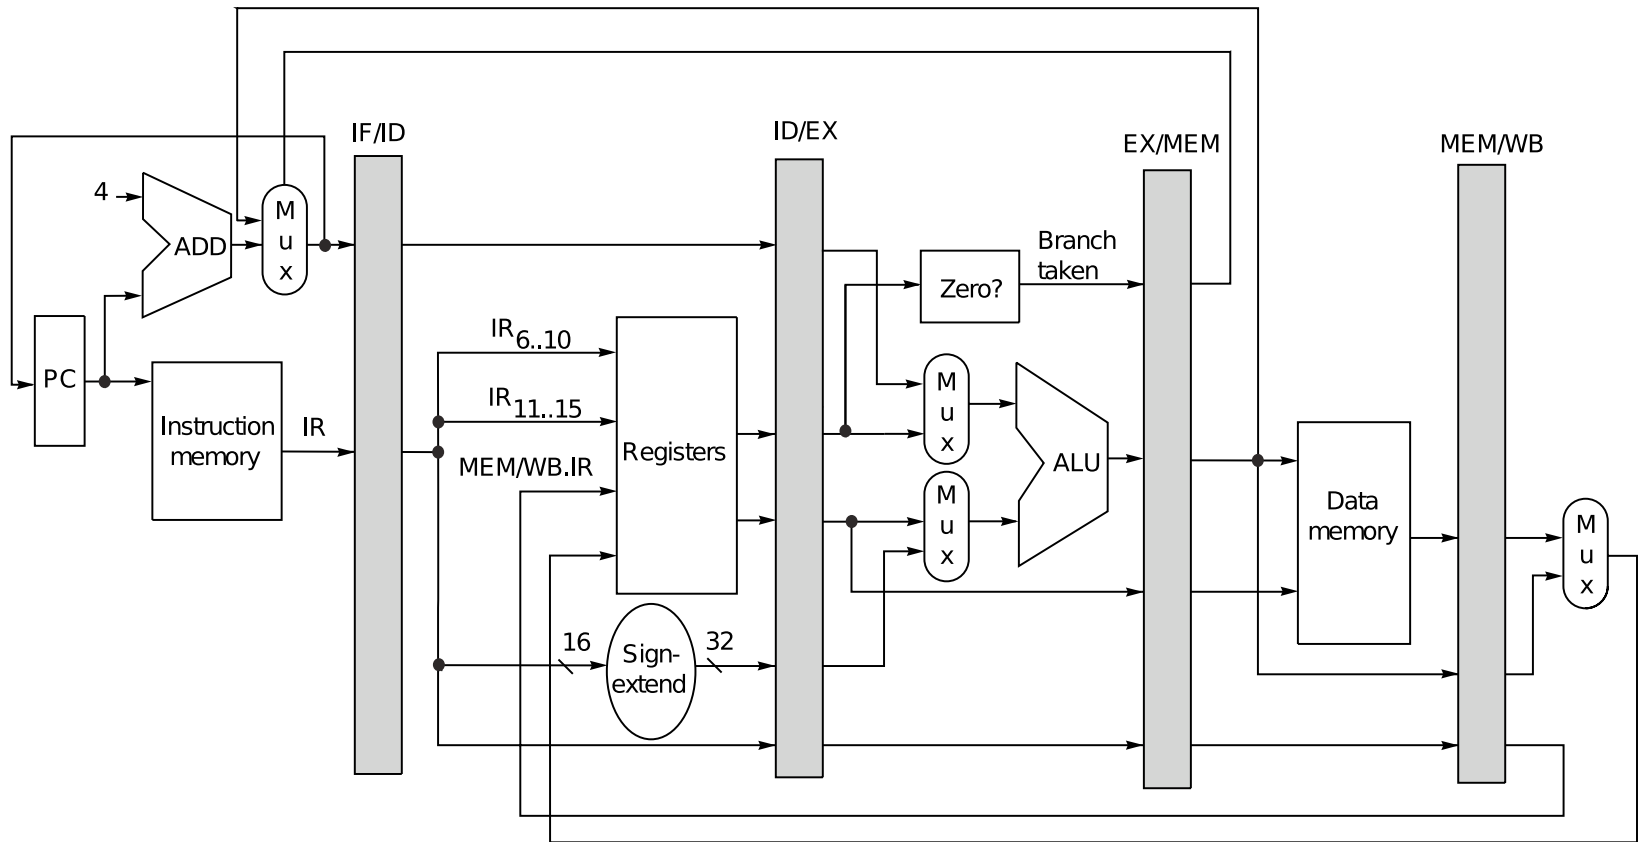 IF/ID
ID/EX
EX/MEM
MEM/WB
4
ADD
M
u
x
PC
Instruction
memory
IR
IR6..10
IR11..15
MEM/WB.IR
Registers
16
Sign-
extend
32
Zero?
Branch
taken
M
u
x
M
u
x
ALU
Data
memory
M
u
x